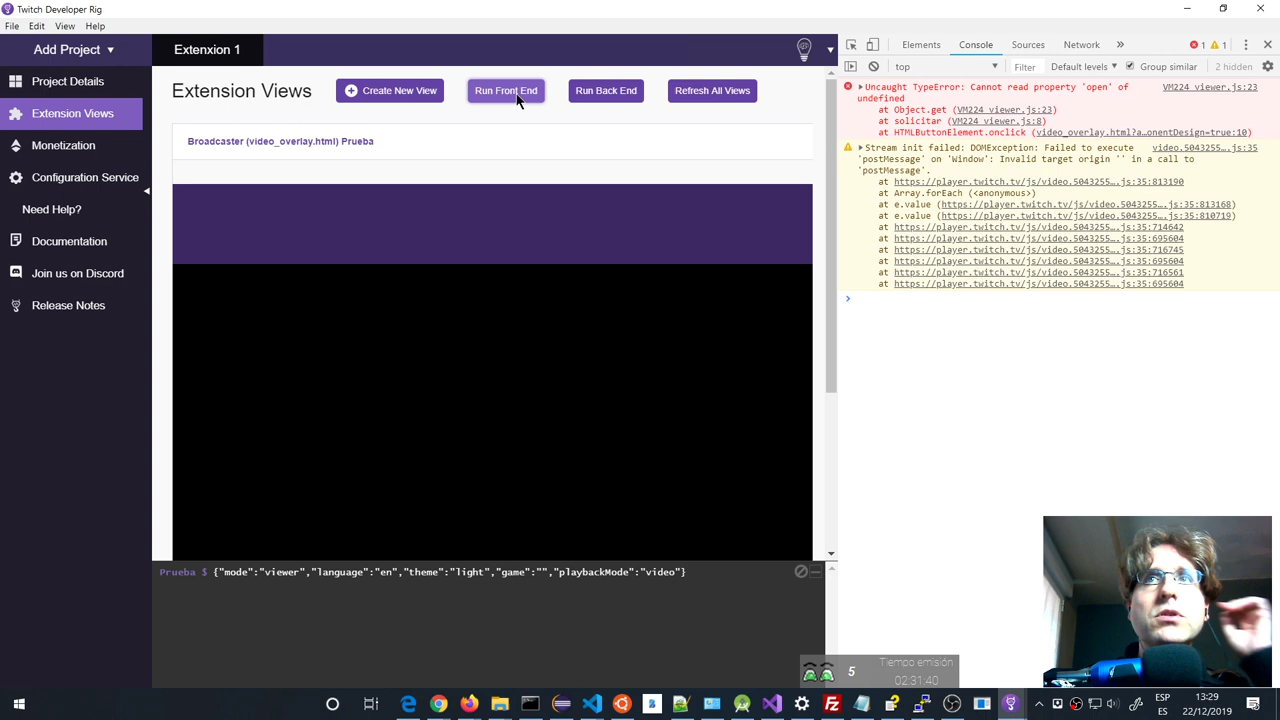 Twitch Developer Rig
File Edit View Help
Add Project
Extenxion 1
Project Details
Extension Views
Monetization
Configuration Service
Need Help?
Documentation
Join us on Discord
Release Notes
Extension Views
Create New View
Run Front End
Run Back End
Refresh All Views
Broadcaster (video_overlay.html) Prueba
Prueba $ {"mode":"viewer","language":"en","theme":"light","game":"","playbackMode":"video"}
Elements Console Sources Network » 1 1
top Filter Default levels Group similar 2 hidden
Uncaught TypeError: Cannot read property 'open' of VM224 viewer.js:23
undefined
at Object.get (VM224 viewer.js:23)
at solicitar (VM224 viewer.js:8)
at HTMLButtonElement.onclick (video_overlay.html?a…onentDesign=true:10)
Stream init failed: DOMException: Failed to execute video.5043255….js:35
'postMessage' on 'Window': Invalid target origin '' in a call to
'postMessage'.
at https://player.twitch.tv/js/video.5043255….js:35:813190
at Array.forEach (<anonymous>)
at e.value (https://player.twitch.tv/js/video.5043255….js:35:813168)
at e.value (https://player.twitch.tv/js/video.5043255….js:35:810719)
at https://player.twitch.tv/js/video.5043255….js:35:714642
at https://player.twitch.tv/js/video.5043255….js:35:695604
at https://player.twitch.tv/js/video.5043255….js:35:716745
at https://player.twitch.tv/js/video.5043255….js:35:695604
at https://player.twitch.tv/js/video.5043255….js:35:716561
at https://player.twitch.tv/js/video.5043255….js:35:695604
5
Tiempo emisión
02:31:40
ESP 13:29
ES 22/12/2019